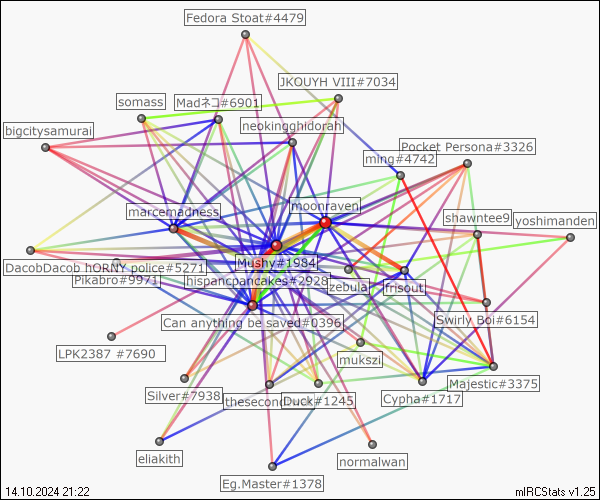 Fedora Stoat#4479
JKOUYH VIII#7034
somass
Madネコ#6901
bigcitysamurai
neokingghidorah
Pocket Persona#3326
ming#4742
marcemadness
moonraven
shawntee9
yoshimanden
Mushy#1984
DacobDacob hORNY police#5271
Pikabro#9971
hispancpancakes#2928
zebula
frisout
Can anything be saved#0396
Swirly Boi#6154
LPK2387 #7690
mukszi
Majestic#3375
Silver#7938
Duck#1245
Cypha#1717
eliakith
normalwan
Eg.Master#1378
14.10.2024 21:22
mIRCStats v1.25